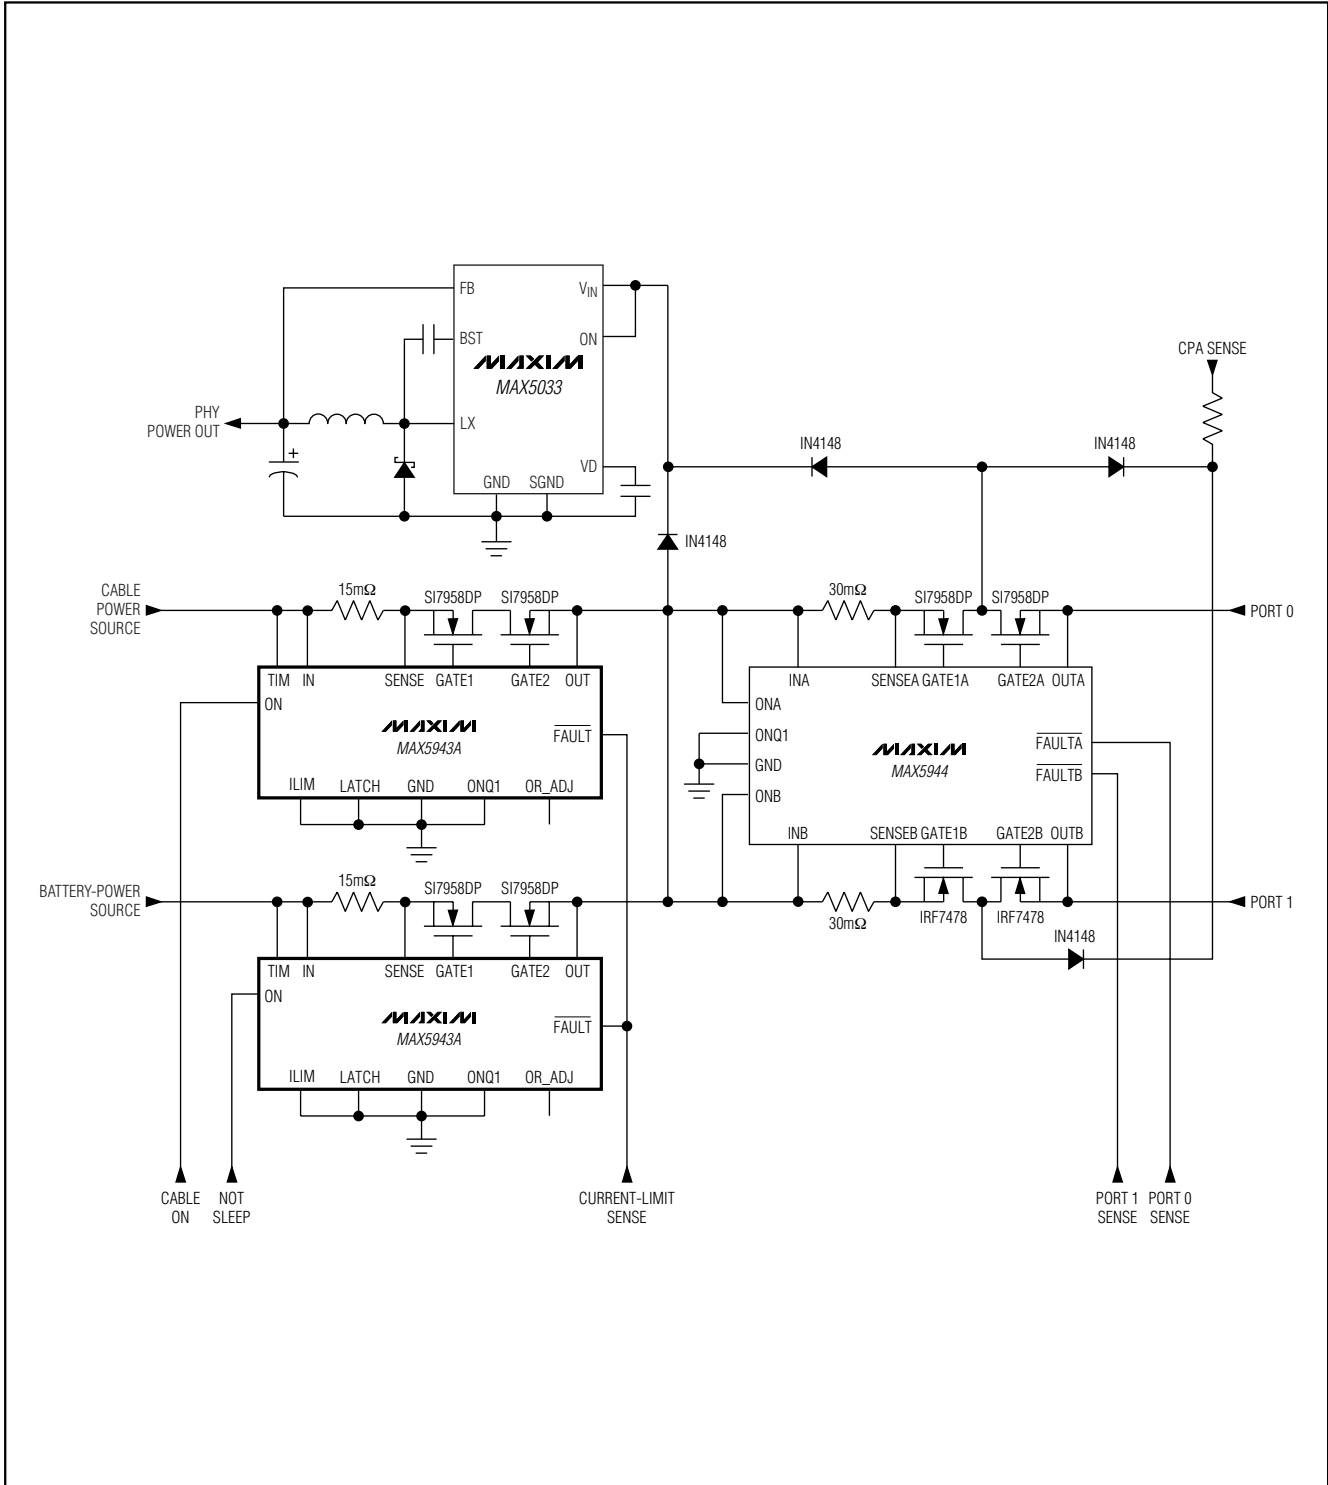 FB
V_IN
BST
ON
MAXIM
MAX5033
CPA SENSE
PHY
POWER OUT
LX
+
IN4148
IN4148
VD
GND
SGND
IN4148
CABLE
POWER
SOURCE
15mΩ
SI7958DP
SI7958DP
30mΩ
SI7958DP
SI7958DP
PORT 0
TIM
IN
SENSE
GATE1
GATE2
OUT
ON
MAXIM
MAX5943A
FAULT
ILIM
LATCH
GND
ONQ1
OR_ADJ
INA
SENSEA
GATE1A
GATE2A
OUTA
ONA
ONQ1
GND
ONB
MAXIM
MAX5944
FAULTA
FAULTB
INB
SENSEB
GATE1B
GATE2B
OUTB
BATTERY-POWER
SOURCE
15mΩ
SI7958DP
SI7958DP
30mΩ
IRF7478
IRF7478
PORT 1
IN4148
TIM
IN
SENSE
GATE1
GATE2
OUT
ON
MAXIM
MAX5943A
FAULT
ILIM
LATCH
GND
ONQ1
OR_ADJ
CABLE
ON
NOT
SLEEP
CURRENT-LIMIT
SENSE
PORT 1
SENSE
PORT 0
SENSE